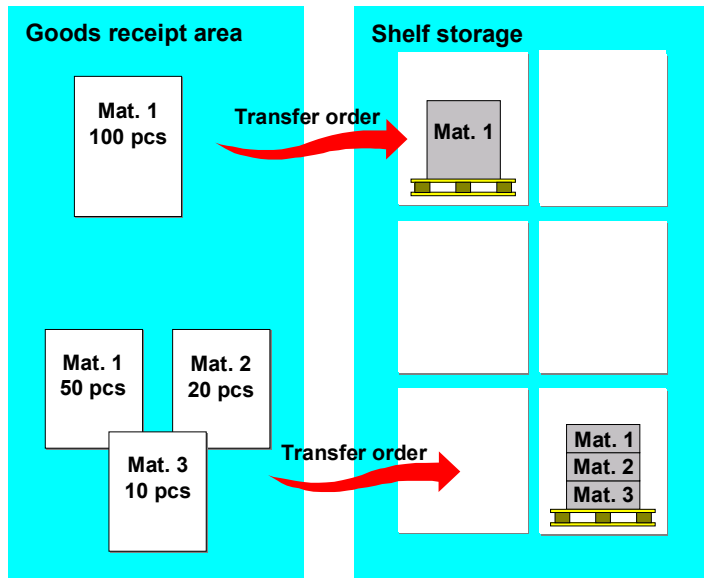 Goods receipt area
Shelf storage
Mat. 1
100 pcs
Transfer order
Mat. 1
Mat. 1
50 pcs
Mat. 2
20 pcs
Mat. 3
10 pcs
Transfer order
Mat. 1
Mat. 2
Mat. 3